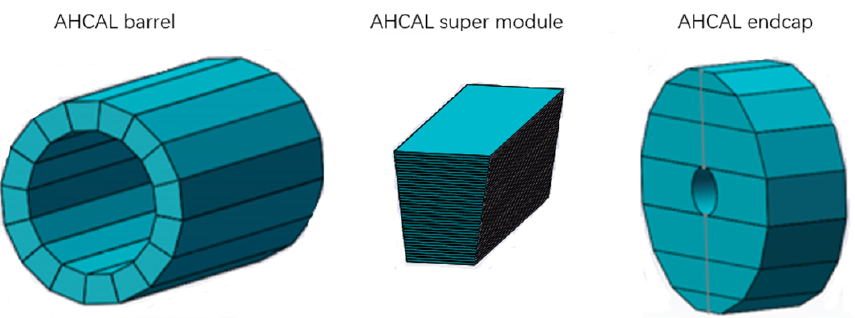 AHCAL barrel
AHCAL super module
AHCAL endcap